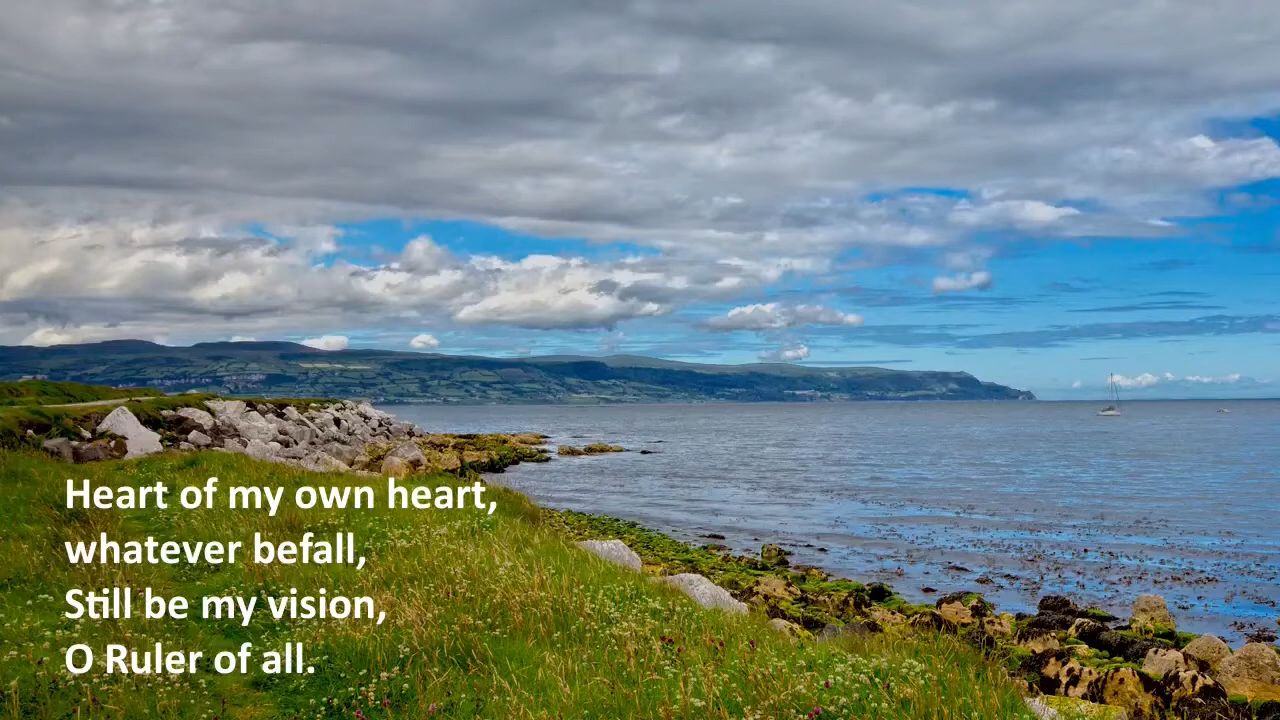 Heart of my own heart,
whatever befall,
Still be my vision,
O Ruler of all.